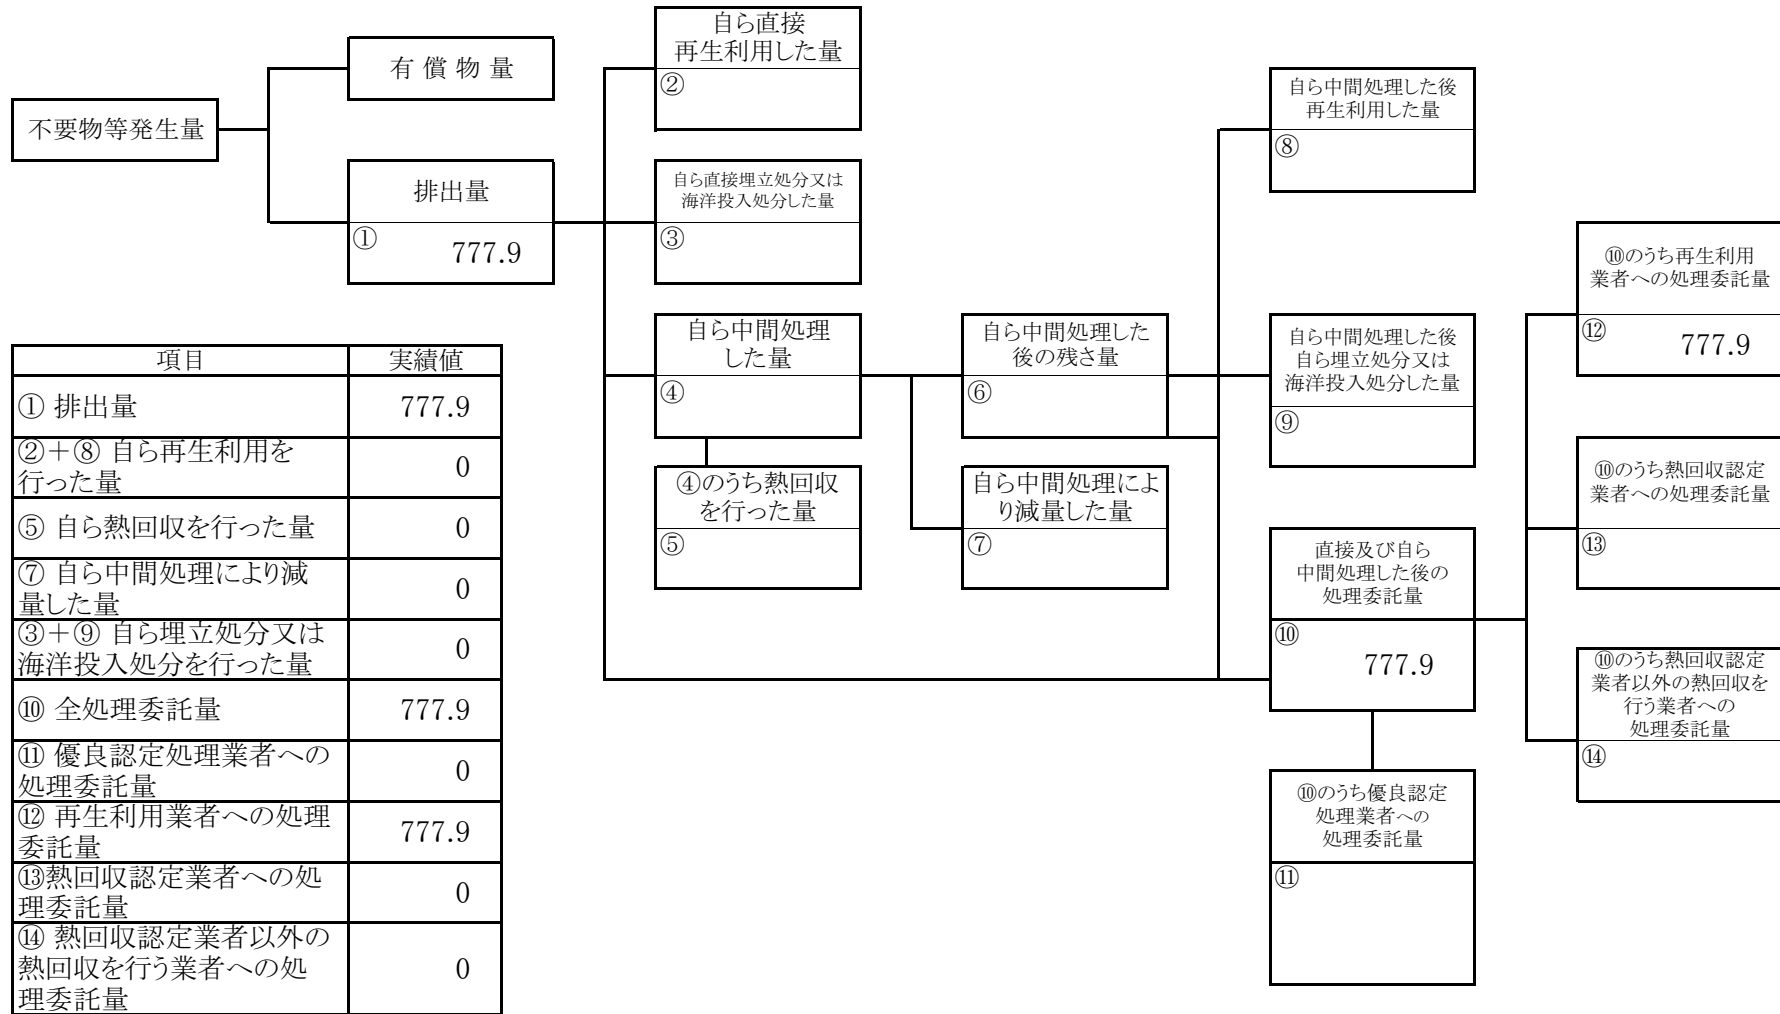 不要物等発生量
有償物量
排出量
①
777.9
自ら直接
再生利用した量
②
自ら直接埋立処分又は
海洋投入処分した量
③
自ら中間処理
した量
④
④のうち熱回収
を行った量
⑤
自ら中間処理した
後の残さ量
⑥
自ら中間処理によ
り減量した量
⑦
自ら中間処理した後
再生利用した量
⑧
自ら中間処理した後
自ら埋立処分又は
海洋投入処分した量
⑨
直接及び自ら
中間処理した後の
処理委託量
⑩
777.9
⑩のうち優良認定
処理業者への
処理委託量
⑪
⑩のうち再生利用
業者への処理委託量
⑫
777.9
⑩のうち熱回収認定
業者への処理委託量
⑬
⑩のうち熱回収認定
業者以外の熱回収を
行う業者への
処理委託量
⑭
項目 実績値
① 排出量 777.9
②＋⑧ 自ら再生利用を
行った量 0
⑤ 自ら熱回収を行った量 0
⑦ 自ら中間処理により減
量した量 0
③＋⑨ 自ら埋立処分又は
海洋投入処分を行った量 0
⑩ 全処理委託量 777.9
⑪ 優良認定処理業者への
処理委託量 0
⑫ 再生利用業者への処理
委託量 777.9
⑬熱回収認定業者への処
理委託量 0
⑭ 熱回収認定業者以外の
熱回収を行う業者への処
理委託量 0